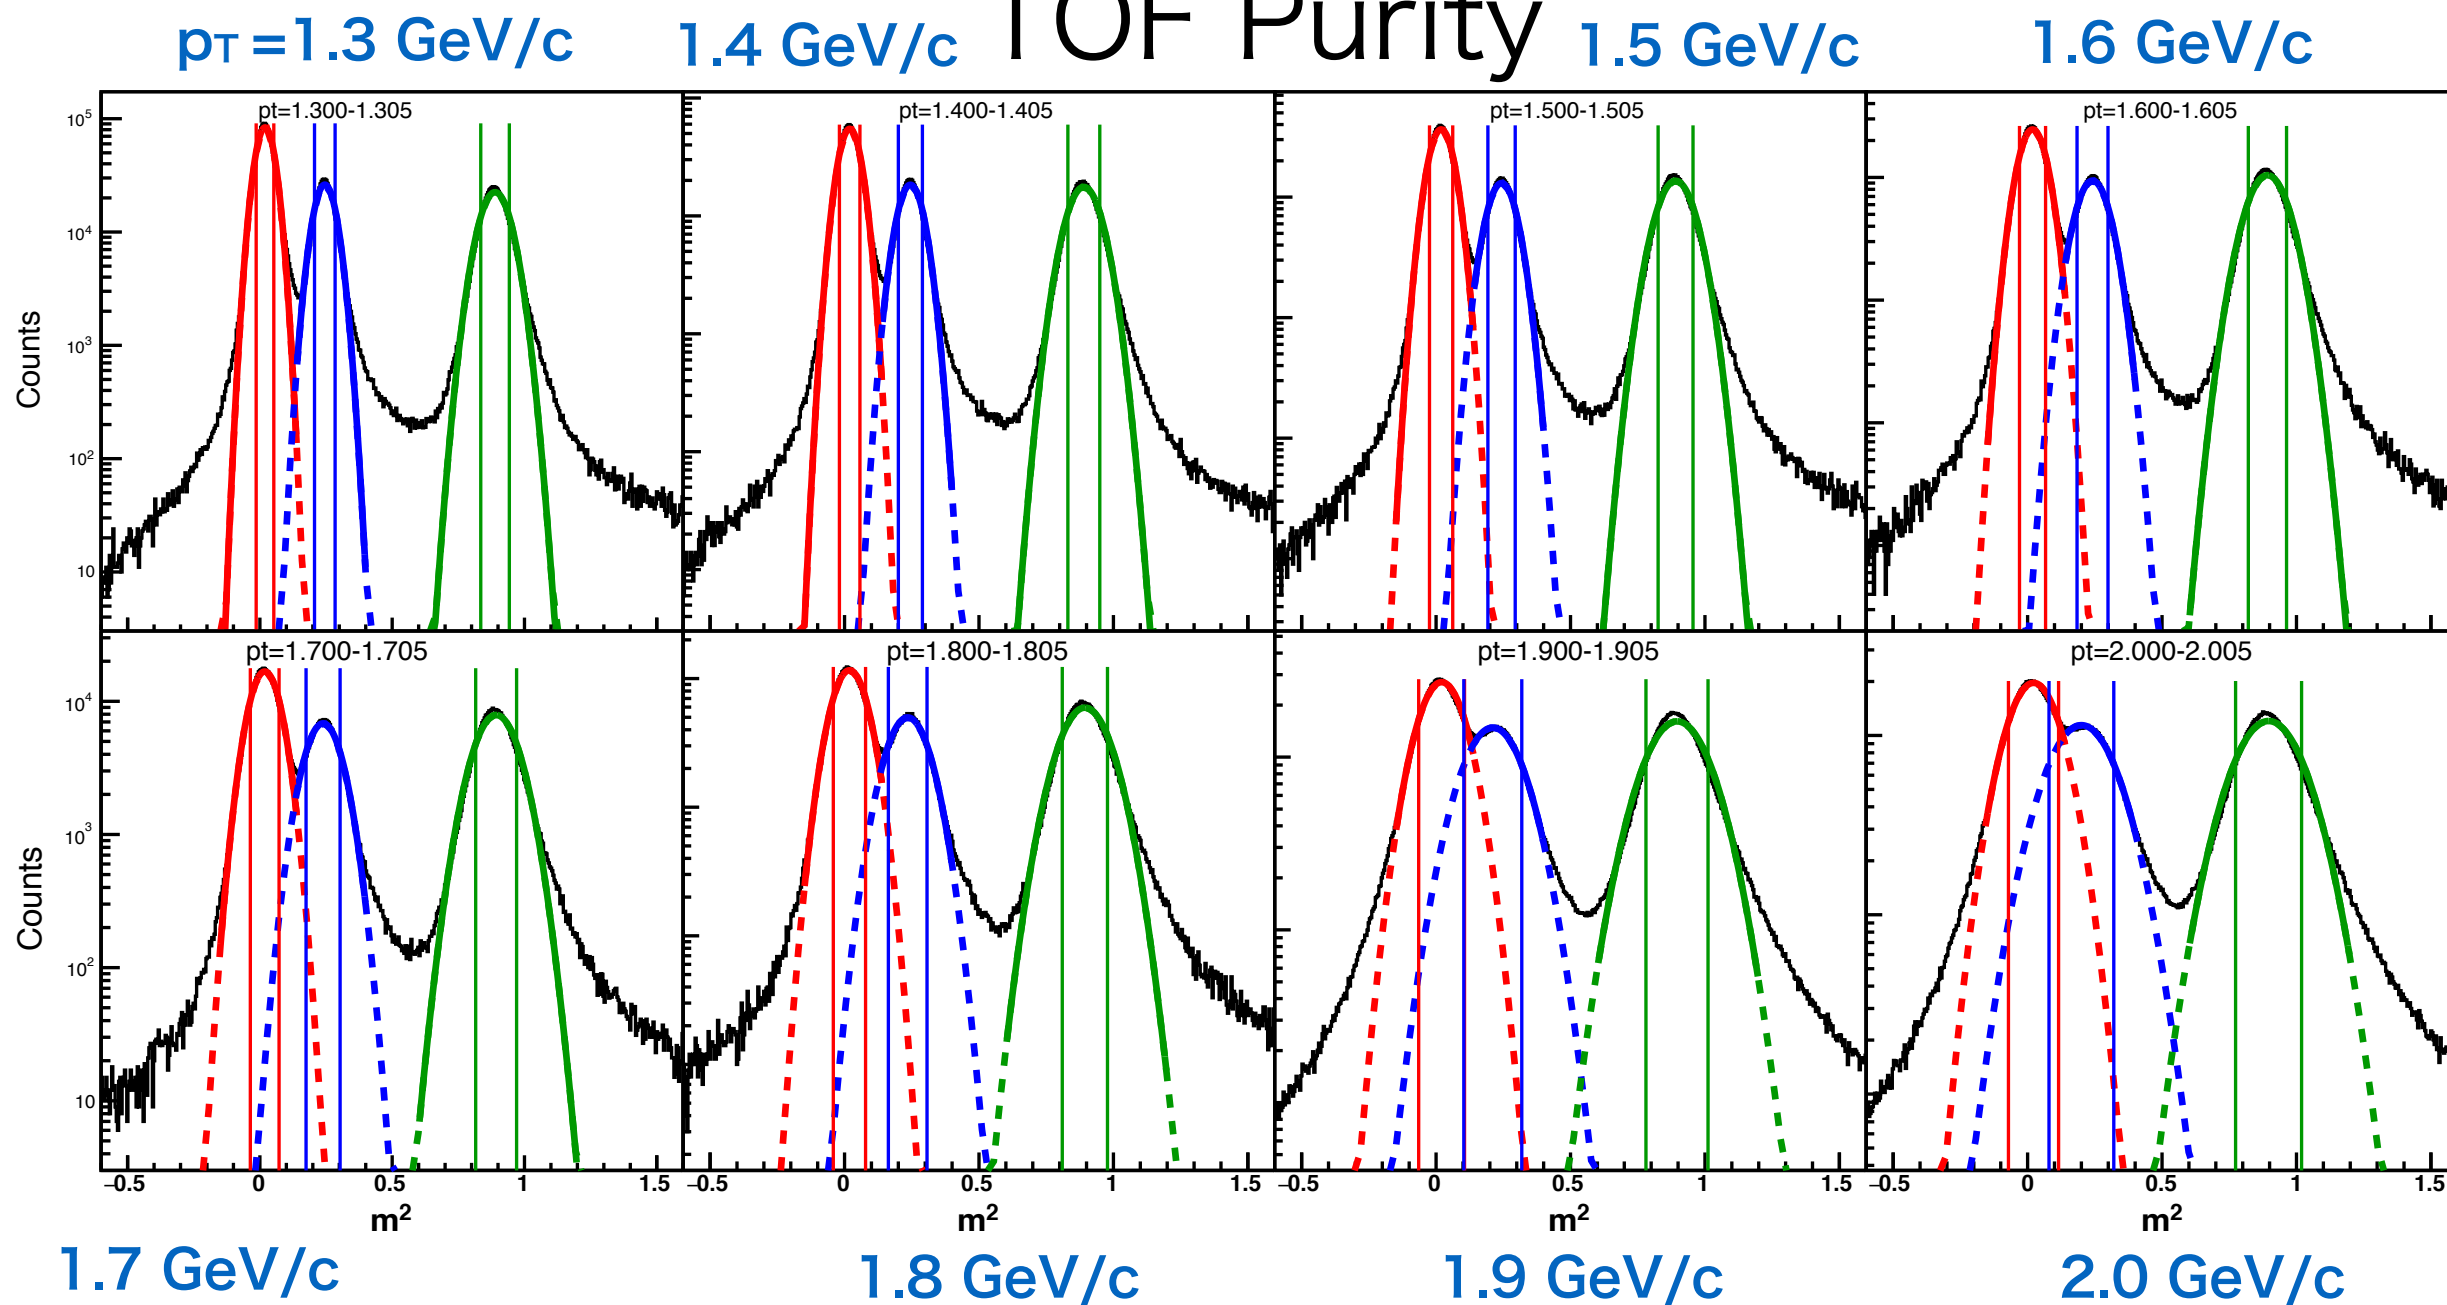 TOF Purity
pT =1.3 GeV/c 1.4 GeV/c 1.5 GeV/c 1.6 GeV/c
pt=1.300-1.305 pt=1.400-1.405 pt=1.500-1.505 pt=1.600-1.605
10⁵
10⁴
10³
10²
10
Counts
pt=1.700-1.705 pt=1.800-1.805 pt=1.900-1.905 pt=2.000-2.005
10⁴
10³
10²
10
Counts
−0.5 0 0.5 1 1.5 −0.5 0 0.5 1 1.5 −0.5 0 0.5 1 1.5 −0.5 0 0.5 1 1.5
m² m² m² m²
1.7 GeV/c 1.8 GeV/c 1.9 GeV/c 2.0 GeV/c